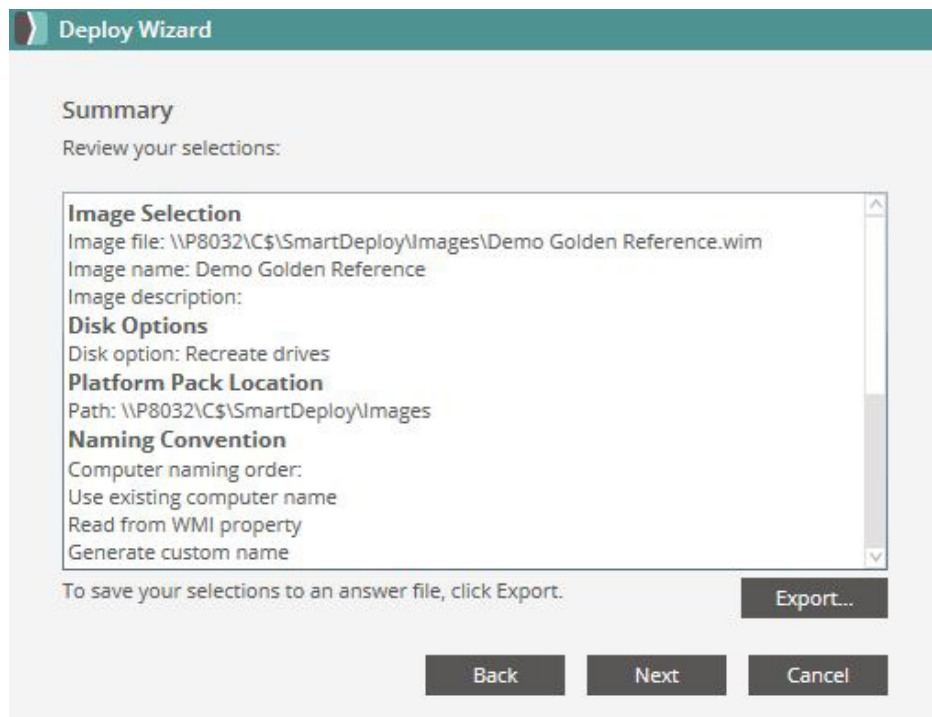 Deploy Wizard
Summary
Review your selections:
Image Selection
Image file: \\P8032\C$\SmartDeploy\Images\Demo Golden Reference.wim
Image name: Demo Golden Reference
Image description:
Disk Options
Disk option: Recreate drives
Platform Pack Location
Path: \\P8032\C$\SmartDeploy\Images
Naming Convention
Computer naming order:
Use existing computer name
Read from WMI property
Generate custom name
To save your selections to an answer file, click Export.
Export...
Back
Next
Cancel